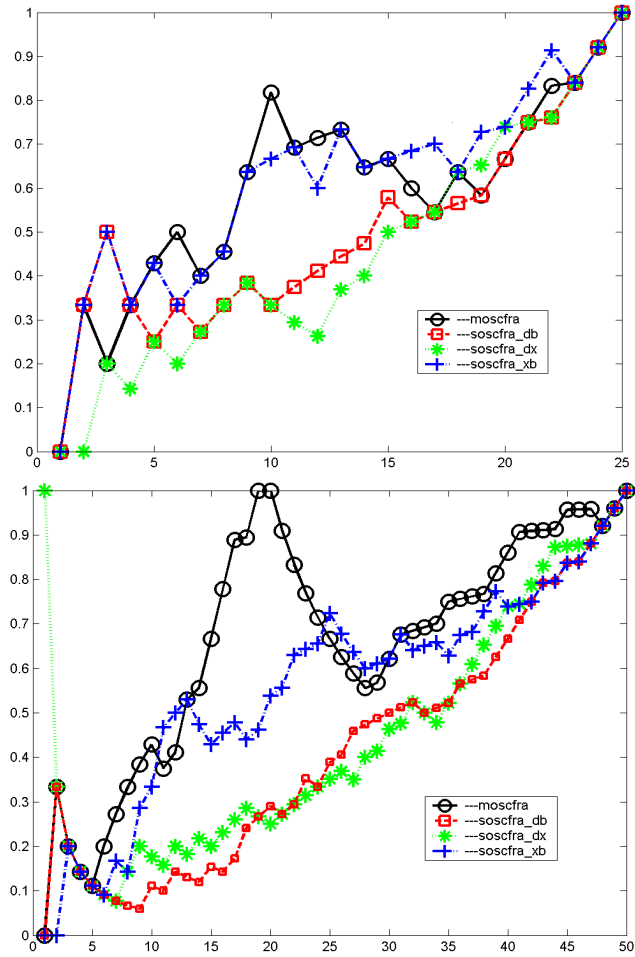 1
0.9
0.8
0.7
0.6
0.5
0.4
0.3
0.2
0.1
0
---moscfra
---soscfra_db
---soscfra_dx
---soscfra_xb
0 5 10 15 20 25
1
0.9
0.8
0.7
0.6
0.5
0.4
0.3
0.2
0.1
0
---moscfra
---soscfra_db
---soscfra_dx
---soscfra_xb
0 5 10 15 20 25 30 35 40 45 50